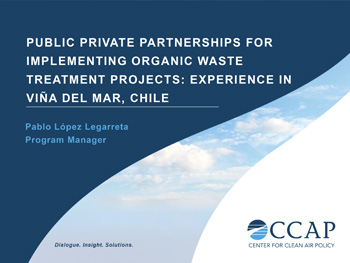 PUBLIC PRIVATE PARTNERSHIPS FOR
IMPLEMENTING ORGANIC WASTE
TREATMENT PROJECTS: EXPERIENCE IN
VIÑA DEL MAR, CHILE
Pablo López Legarreta
Program Manager
Dialogue. Insight. Solutions.
CCAP
CENTER FOR CLEAN AIR POLICY